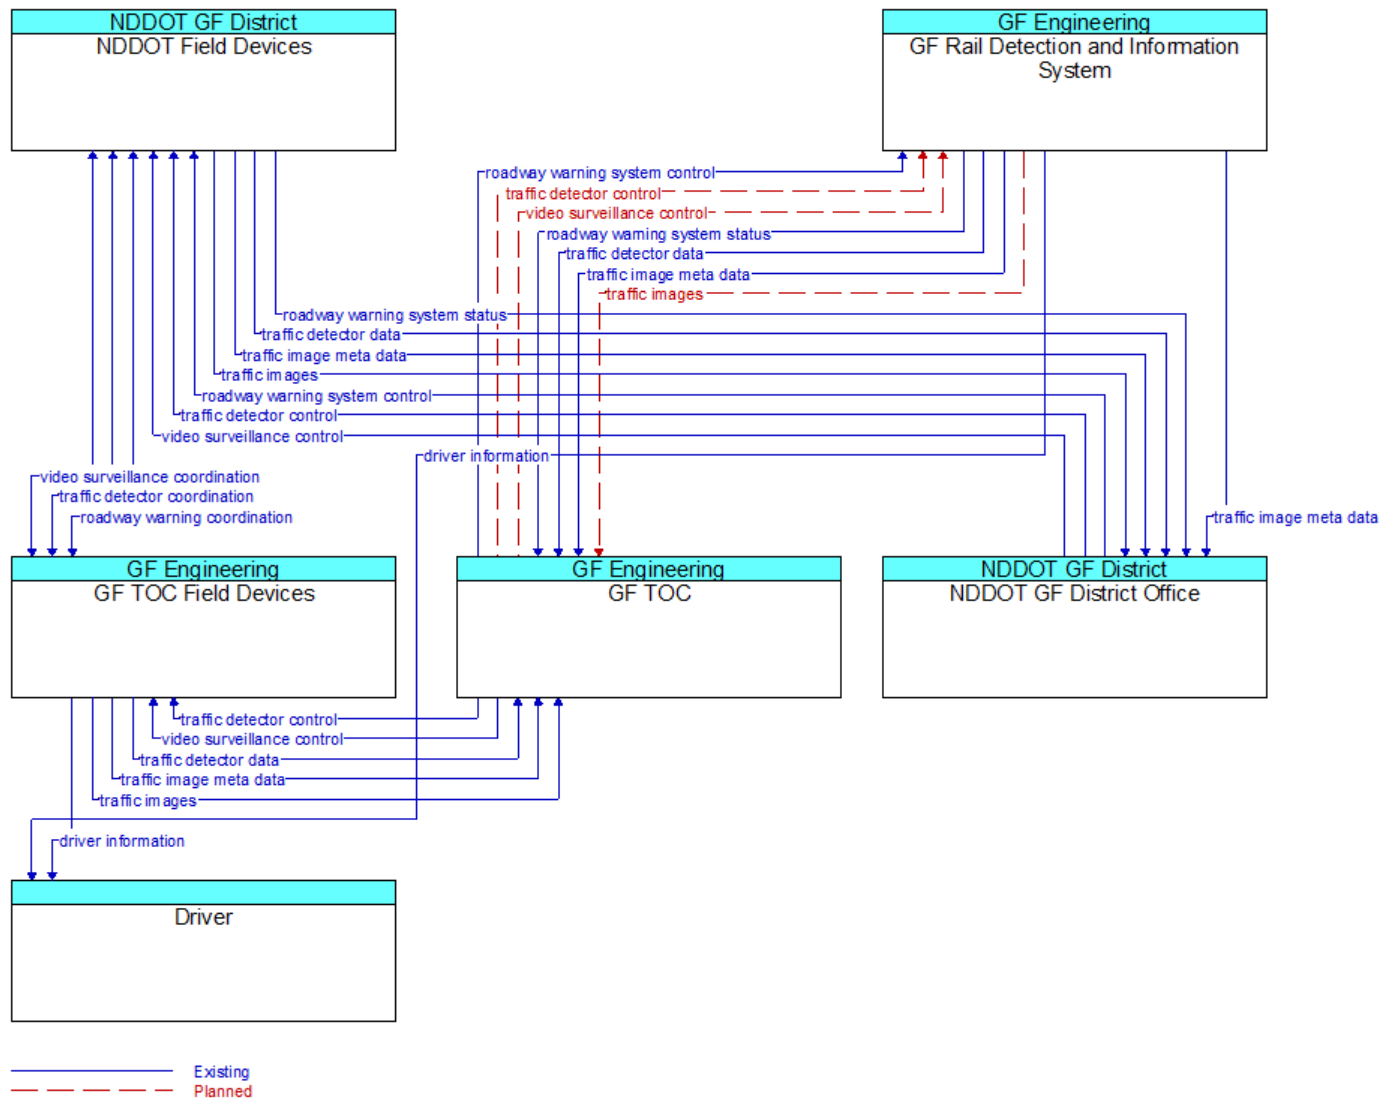 NDDOT GF District
NDDOT Field Devices
GF Engineering
GF Rail Detection and Information
System
roadway warning system control
traffic detector control
video surveillance control
roadway warning system status
traffic detector data
traffic image meta data
traffic images
roadway warning system status
traffic detector data
traffic image meta data
traffic images
roadway warning system control
traffic detector control
video surveillance control
driver information
video surveillance coordination
traffic detector coordination
roadway warning coordination
traffic image meta data
GF Engineering
GF TOC Field Devices
GF Engineering
GF TOC
NDDOT GF District
NDDOT GF District Office
traffic detector control
video surveillance control
traffic detector data
traffic image meta data
traffic images
driver information
Driver
Existing
Planned